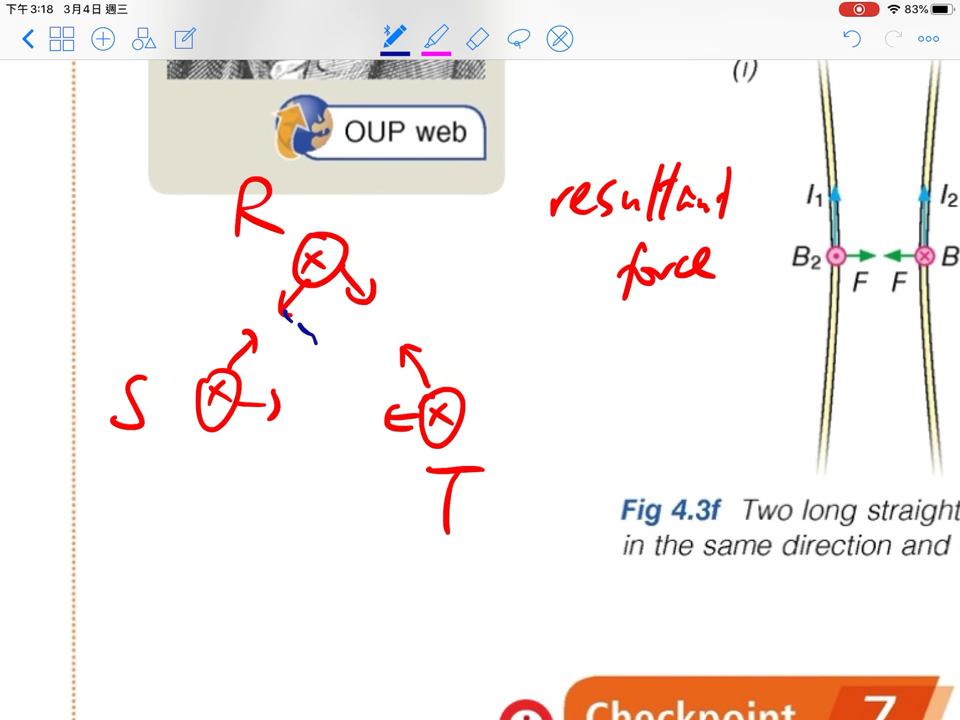 下午3:18 3月4日 週三
83%
(i)
OUP web
R
resultant
force
I1
I2
B2
B
F
F
S
T
Fig 4.3f Two long straight
in the same direction and
Checkpoint 7